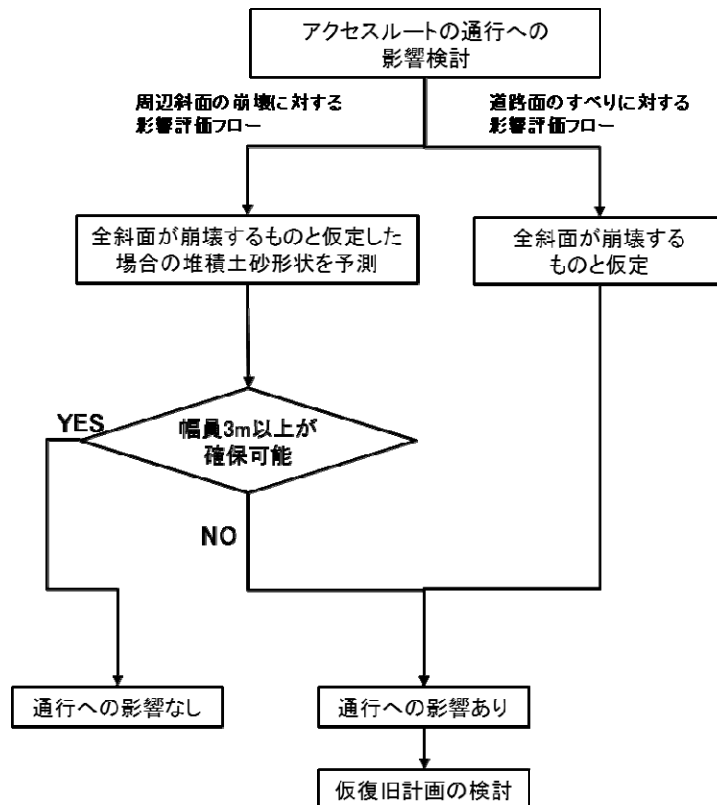 アクセスルートの通行への
影響検討
周辺斜面の崩壊に対する
影響評価フロー
道路面のすべりに対する
影響評価フロー
全斜面が崩壊するものと仮定した
場合の堆積土砂形状を予測
全斜面が崩壊する
ものと仮定
YES
幅員3m以上が
確保可能
NO
通行への影響なし
通行への影響あり
仮復旧計画の検討